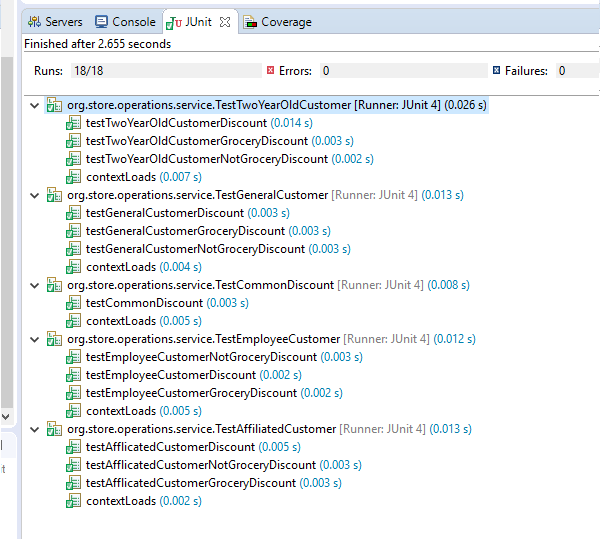 Servers Console JUnit Coverage
Finished after 2.655 seconds
Runs: 18/18 Errors: 0 Failures: 0
org.store.operations.service.TestTwoYearOldCustomer [Runner: JUnit 4] (0.026 s)
testTwoYearOldCustomerDiscount (0.014 s)
testTwoYearOldCustomerGroceryDiscount (0.003 s)
testTwoYearOldCustomerNotGroceryDiscount (0.002 s)
contextLoads (0.007 s)
org.store.operations.service.TestGeneralCustomer [Runner: JUnit 4] (0.013 s)
testGeneralCustomerDiscount (0.003 s)
testGeneralCustomerGroceryDiscount (0.003 s)
testGeneralCustomerNotGroceryDiscount (0.003 s)
contextLoads (0.004 s)
org.store.operations.service.TestCommonDiscount [Runner: JUnit 4] (0.008 s)
testCommonDiscount (0.003 s)
contextLoads (0.005 s)
org.store.operations.service.TestEmployeeCustomer [Runner: JUnit 4] (0.012 s)
testEmployeeCustomerNotGroceryDiscount (0.003 s)
testEmployeeCustomerDiscount (0.002 s)
testEmployeeCustomerGroceryDiscount (0.002 s)
contextLoads (0.005 s)
org.store.operations.service.TestAffiliatedCustomer [Runner: JUnit 4] (0.013 s)
testAfflicatedCustomerDiscount (0.005 s)
testAfflicatedCustomerNotGroceryDiscount (0.003 s)
testAfflicatedCustomerGroceryDiscount (0.003 s)
contextLoads (0.002 s)